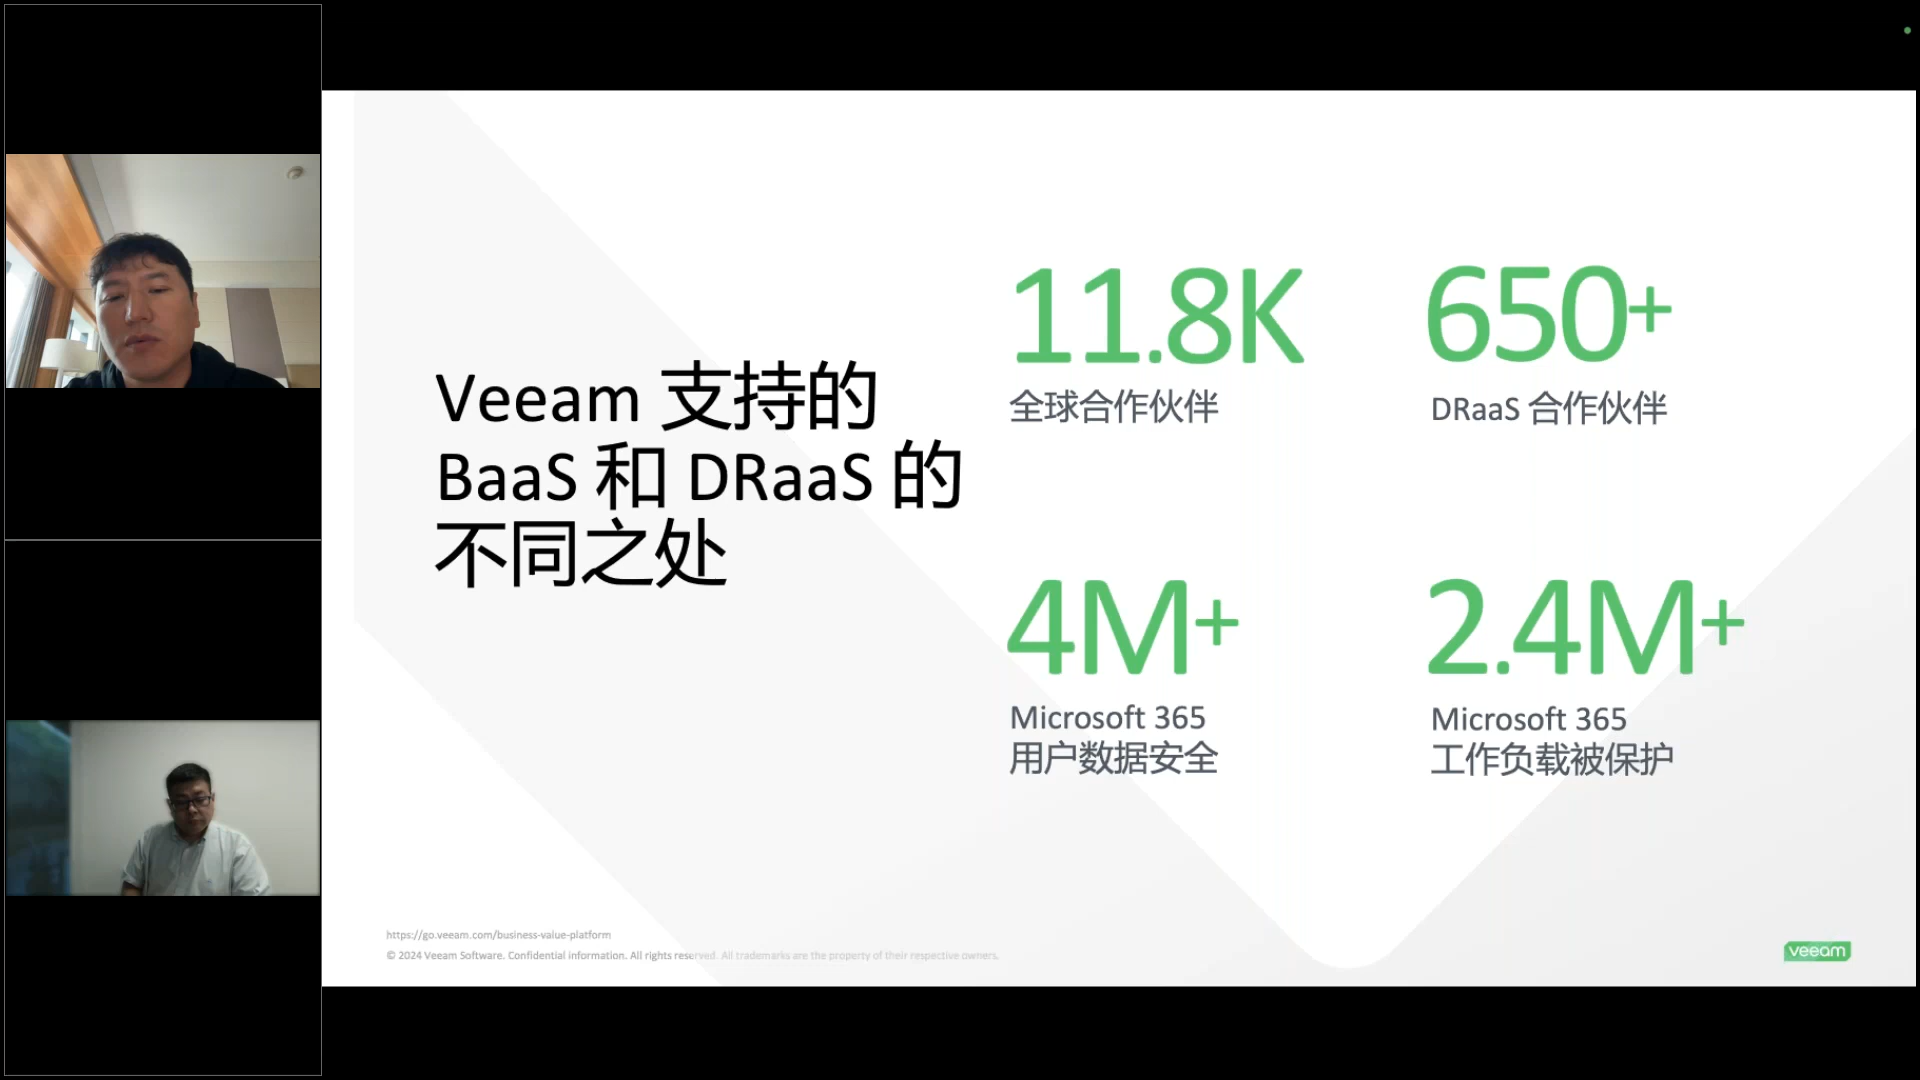 Veeam 支持的
BaaS 和 DRaaS 的
不同之处
11.8K
全球合作伙伴
650+
DRaaS 合作伙伴
4M+
Microsoft 365
用户数据安全
2.4M+
Microsoft 365
工作负载被保护
https://go.veeam.com/business-value-platform
© 2024 Veeam Software. Confidential information. All rights reserved. All trademarks are the property of their respective owners.
veeam